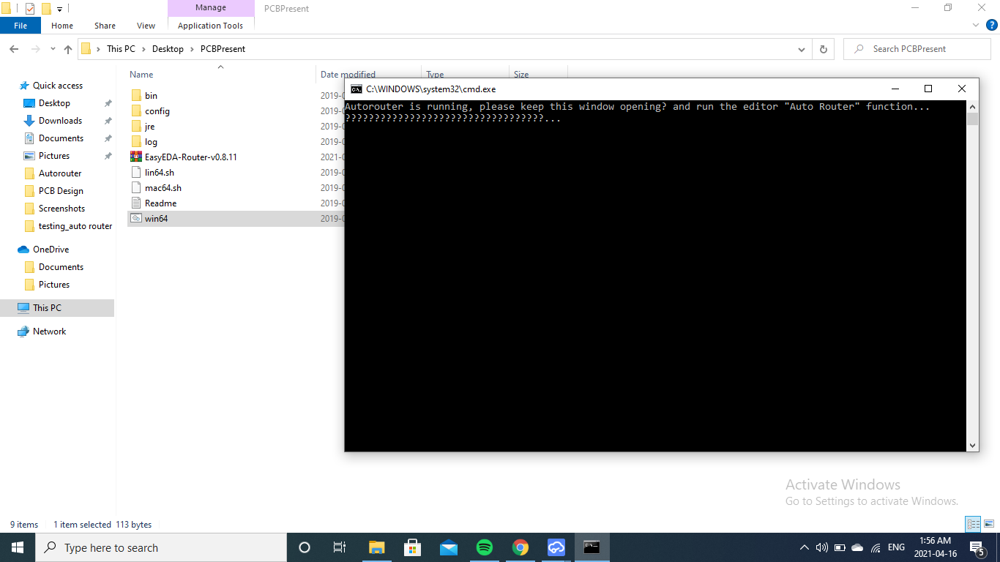 Manage
PCBPresent
File
Home
Share
View
Application Tools
This PC
Desktop
PCBPresent
Search PCBPresent
Name
Date modified
Type
Size
Quick access
Desktop
Downloads
Documents
Pictures
Autorouter
PCB Design
Screenshots
testing_auto router
OneDrive
Documents
Pictures
This PC
Network
bin
2019-0
config
2019-0
jre
2019-0
log
2019-0
EasyEDA-Router-v0.8.11
2021-0
lin64.sh
2019-0
mac64.sh
2019-0
Readme
2019-0
win64
2019-0
C:\WINDOWS\system32\cmd.exe
Autorouter is running, please keep this window opening? and run the editor "Auto Router" function...
??????????????????????????????????...
Activate Windows
Go to Settings to activate Windows.
9 items
1 item selected 113 bytes
Type here to search
ENG
1:56 AM
2021-04-16
5